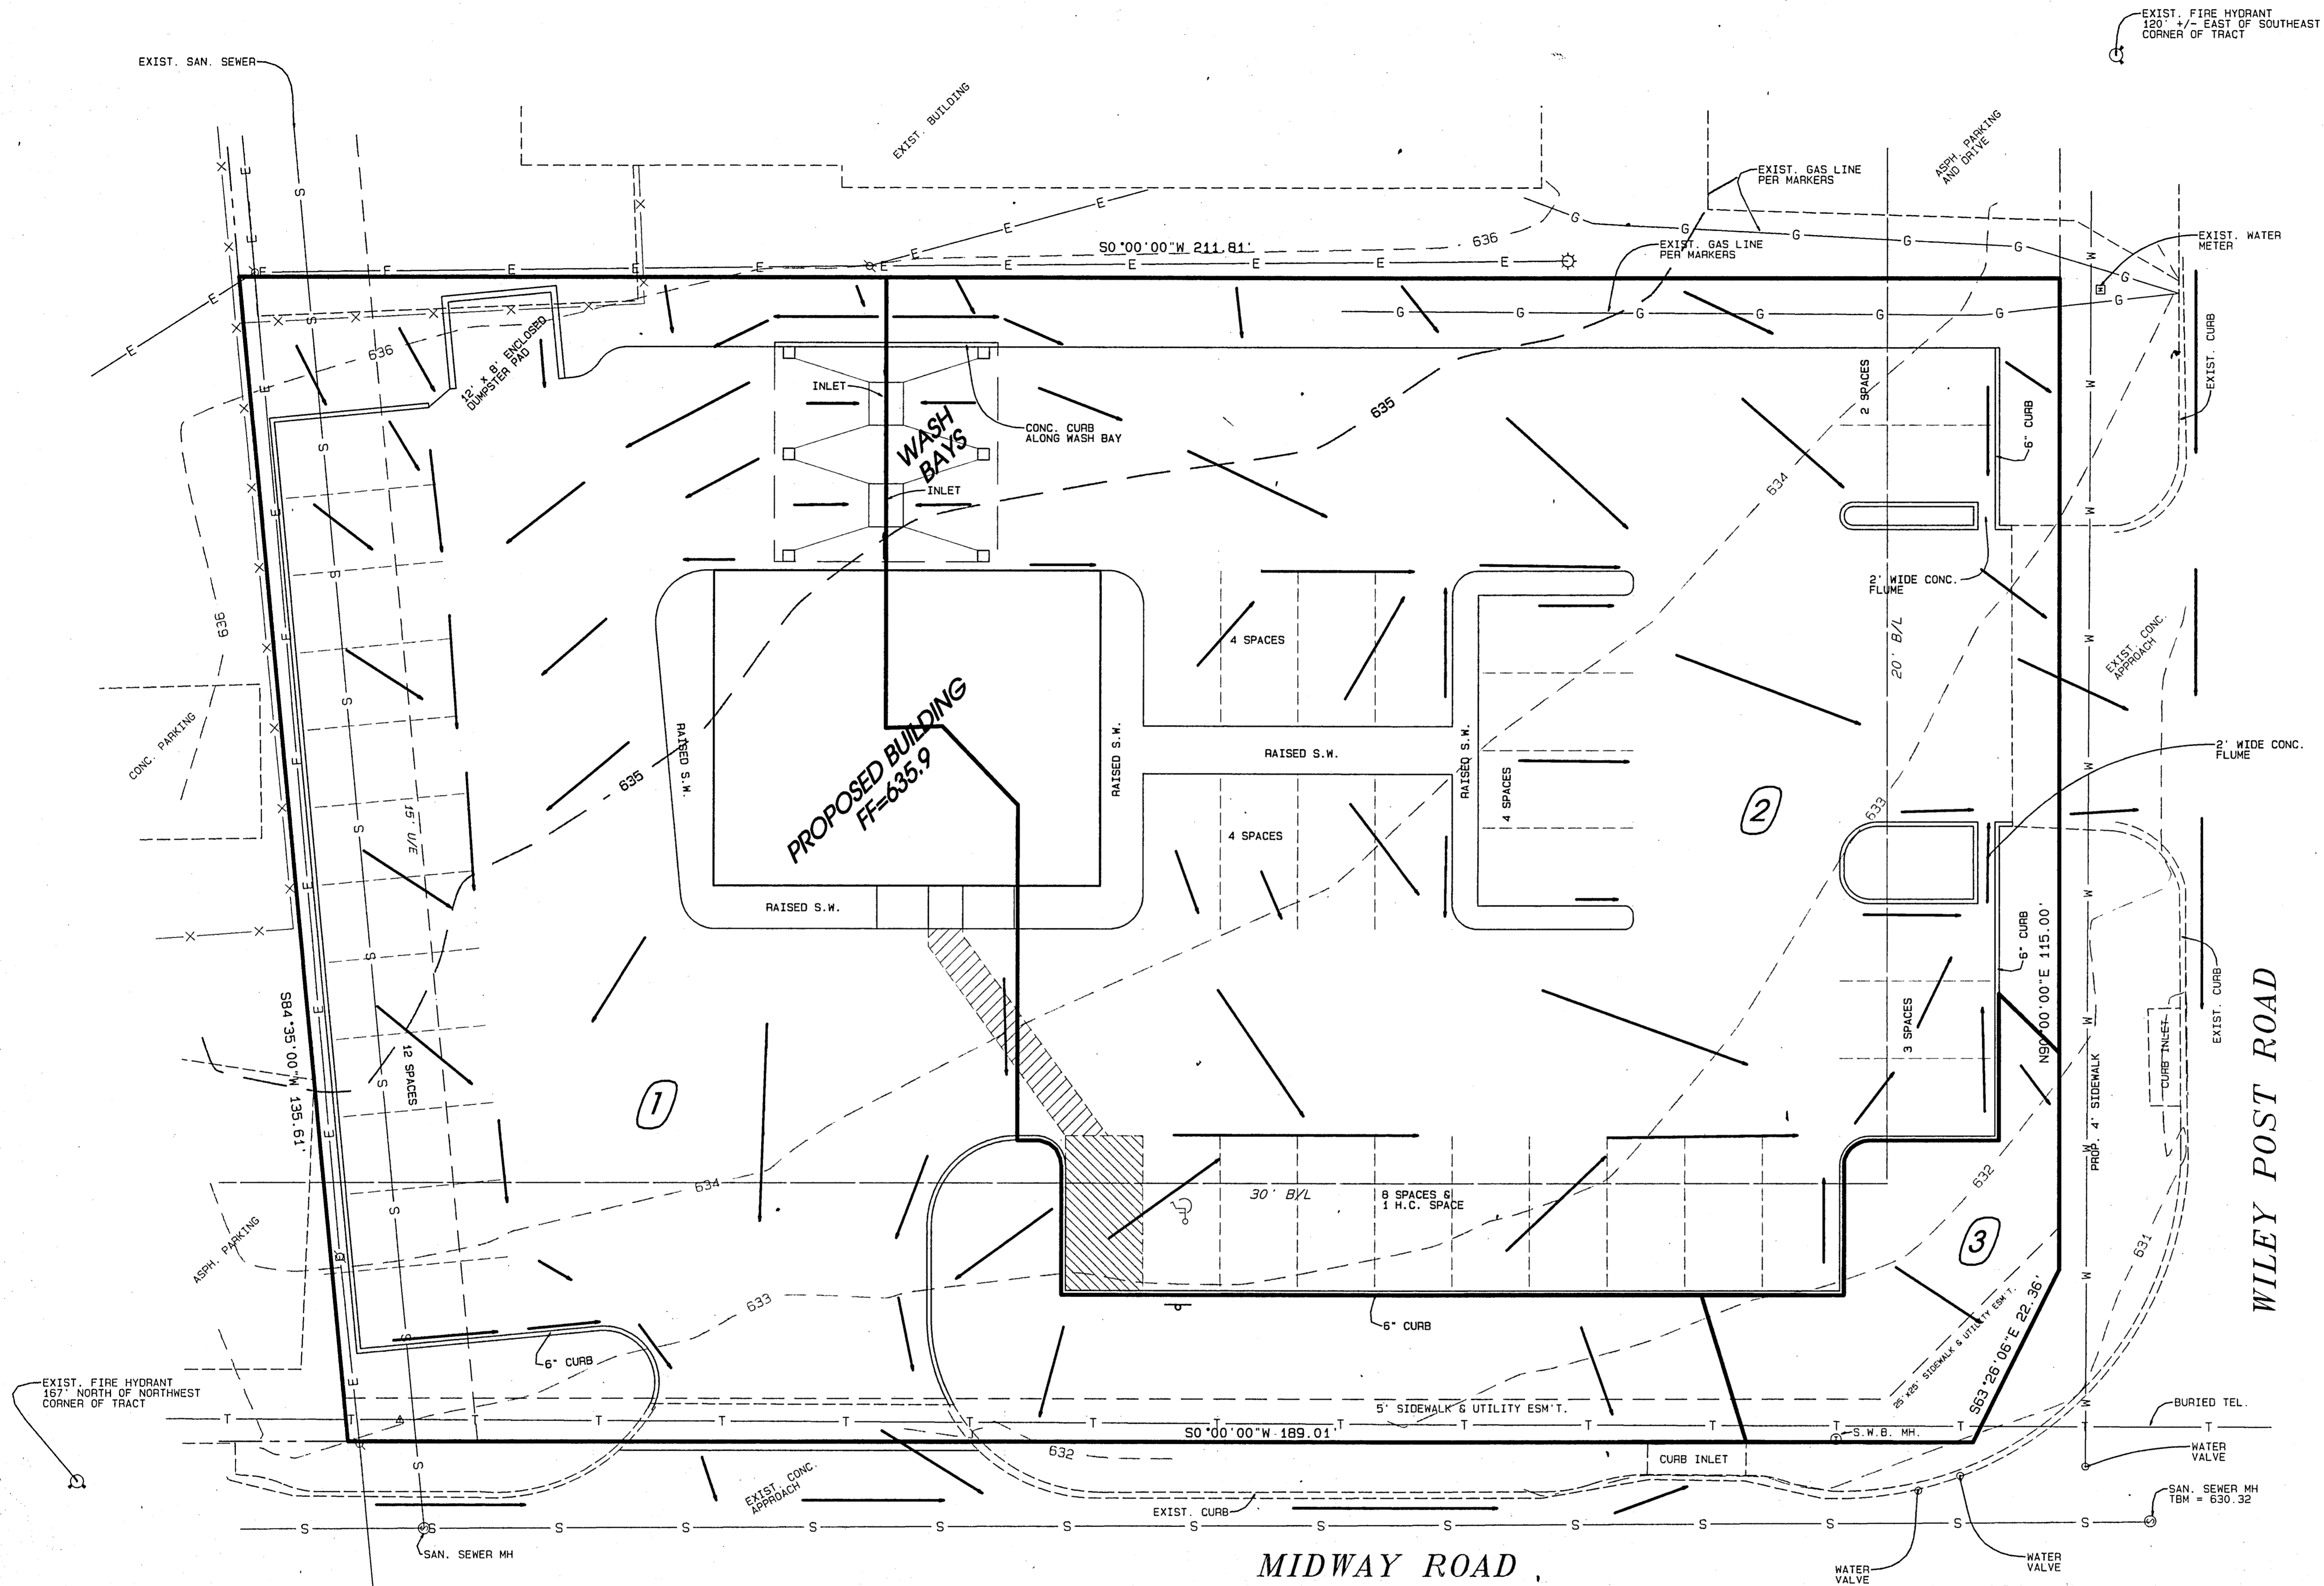 EXIST. FIRE HYDRANT
120' +/- EAST OF SOUTHEAST
CORNER OF TRACT
EXIST. SAN. SEWER
EXIST. BUILDING
ASPH. PARKING
AND DRIVE
EXIST. GAS LINE
PER MARKERS
EXIST. WATER
METER
S0°00'00"W 211.81'
636
EXIST. GAS LINE
PER MARKERS
636
12' X 8' ENCLOSED
DUMPSTER PAD
INLET
WASH
BAYS
CONC. CURB
ALONG WASH BAY
INLET
635
2 SPACES
6" CURB
EXIST. CURB
634
2' WIDE CONC.
FLUME
20' B/L
EXIST. CONC.
APPROACH
636
CONC. PARKING
15' U/E
635
RAISED S.W.
PROPOSED BUILDING
FF=635.9
RAISED S.W.
4 SPACES
RAISED S.W.
RAISED S.W.
4 SPACES
4 SPACES
2
633
2' WIDE CONC.
FLUME
RAISED S.W.
6" CURB
N90°00'00"E 115.00'
EXIST. CURB
CURB INLET
WILEY POST ROAD
S84°35'00"W 135.61'
12 SPACES
1
3 SPACES
PROP. 4' SIDEWALK
634
30' B/L
8 SPACES &
1 H.C. SPACE
632
3
631
ASPH. PARKING
633
6" CURB
6" CURB
25'x25' SIDEWALK & UTILITY ESM'T.
S63°26'06"E 22.36'
EXIST. FIRE HYDRANT
167' NORTH OF NORTHWEST
CORNER OF TRACT
5' SIDEWALK & UTILITY ESM'T.
BURIED TEL.
S0°00'00"W 189.01'
S.W.B. MH.
632
CURB INLET
WATER
VALVE
EXIST. CONC.
APPROACH
EXIST. CURB
SAN. SEWER MH
TBM = 630.32
SAN. SEWER MH
MIDWAY ROAD
WATER
VALVE
WATER
VALVE